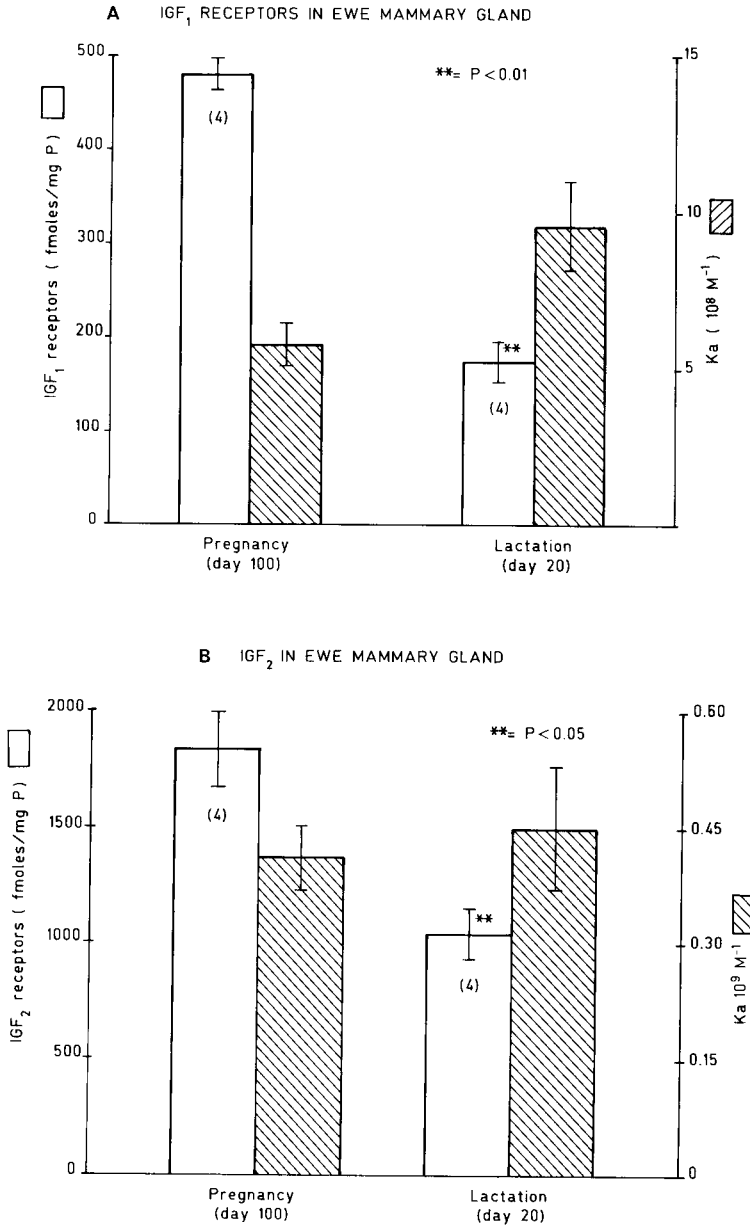 A IGF₁ RECEPTORS IN EWE MAMMARY GLAND
500
400
300
200
100
0
IGF₁ receptors ( fmoles/mg P )
**= P<0.01
15
10
5
Ka ( 10⁸ M⁻¹ )
(4)
**
(4)
Pregnancy
(day 100)
Lactation
(day 20)
B IGF₂ IN EWE MAMMARY GLAND
2000
1500
1000
500
0
IGF₂ receptors ( fmoles/mg P )
**= P<0.05
0.60
0.45
0.30
0.15
0
Ka 10⁹ M⁻¹
(4)
**
(4)
Pregnancy
(day 100)
Lactation
(day 20)